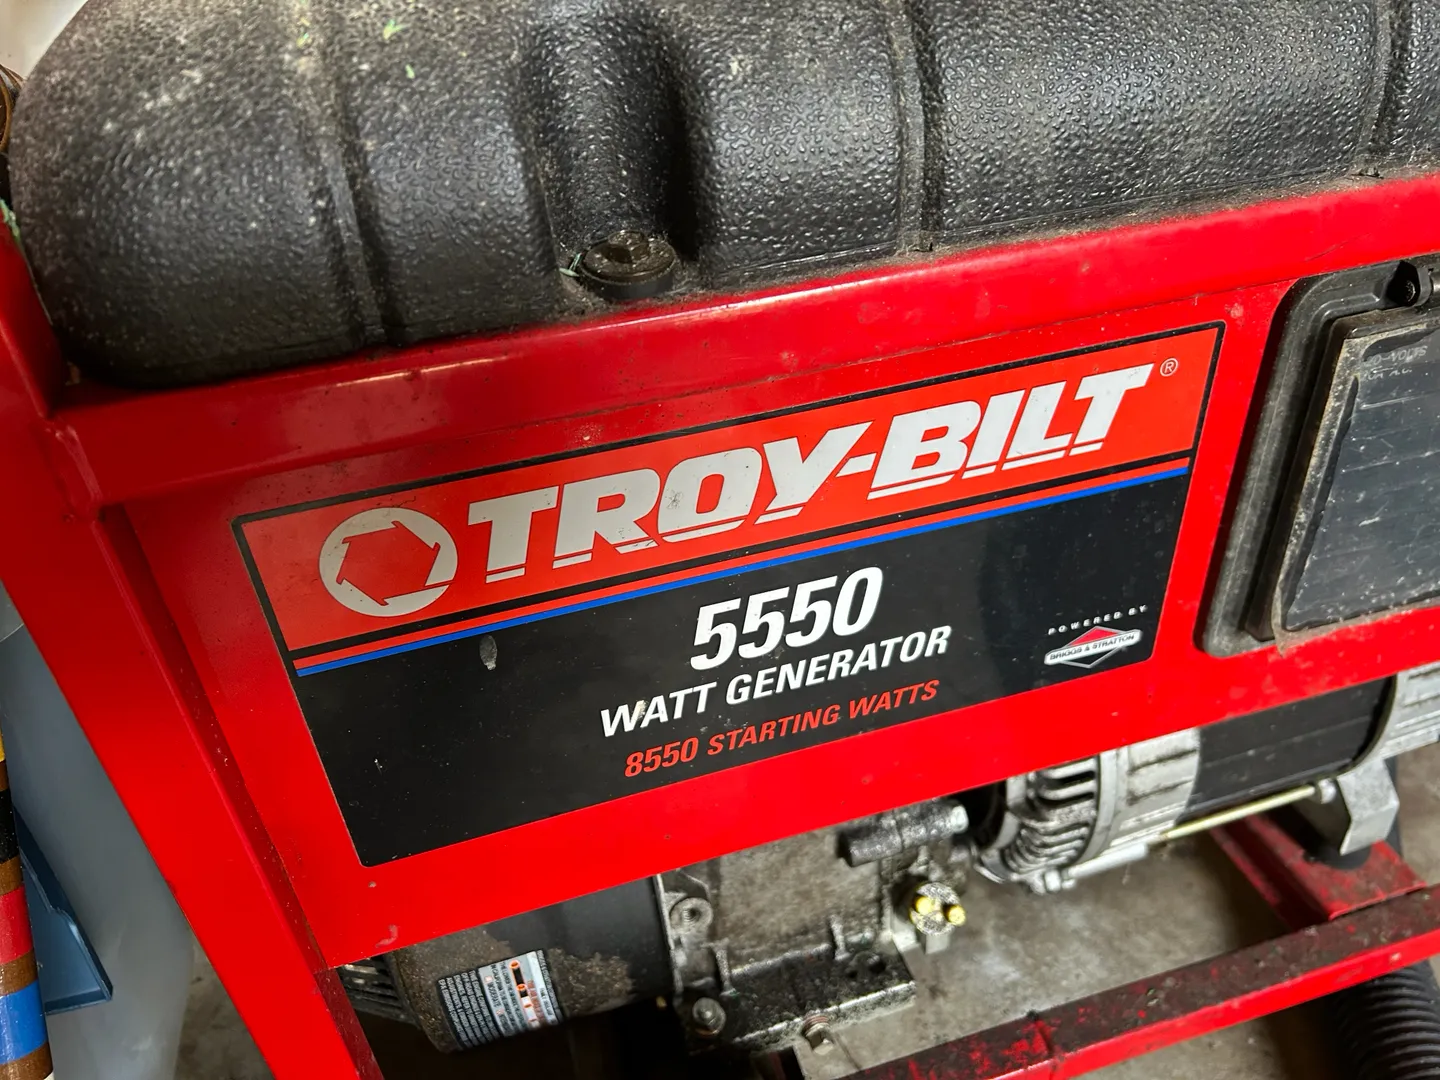 TROY-BILT®
5550
WATT GENERATOR
8550 STARTING WATTS
POWERED BY
BRIGGS & STRATTON